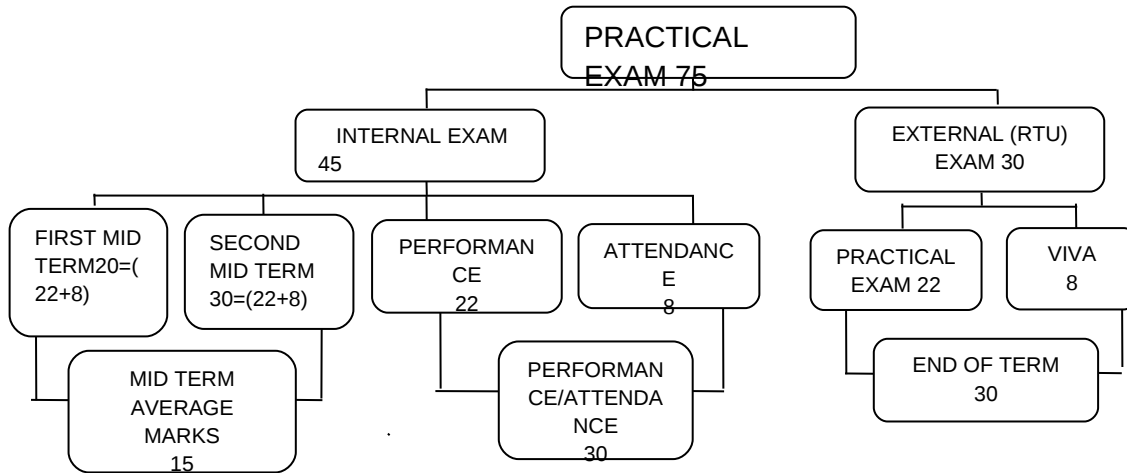 PRACTICAL
EXAM 75
INTERNAL EXAM
45
EXTERNAL (RTU)
EXAM 30
FIRST MID
TERM20=(
22+8)
SECOND
MID TERM
30=(22+8)
PERFORMAN
CE
22
ATTENDANC
E
8
PRACTICAL
EXAM 22
VIVA
8
MID TERM
AVERAGE
MARKS
15
PERFORMAN
CE/ATTENDA
NCE
30
END OF TERM
30